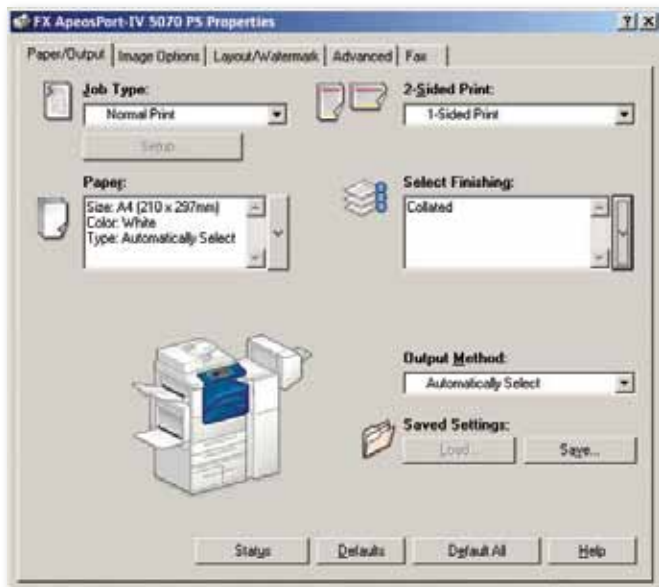 FX ApeosPort-IV 5070 PS Properties
Paper/Output Image Options Layout/Watermark Advanced Fax
Job Type:
Normal Print
Setup...
2-Sided Print:
1-Sided Print
Paper:
Size: A4 (210 x 297mm)
Color: White
Type: Automatically Select
Select Finishing:
Collated
Output Method:
Automatically Select
Saved Settings:
Load... Save...
Status Defaults Default All Help